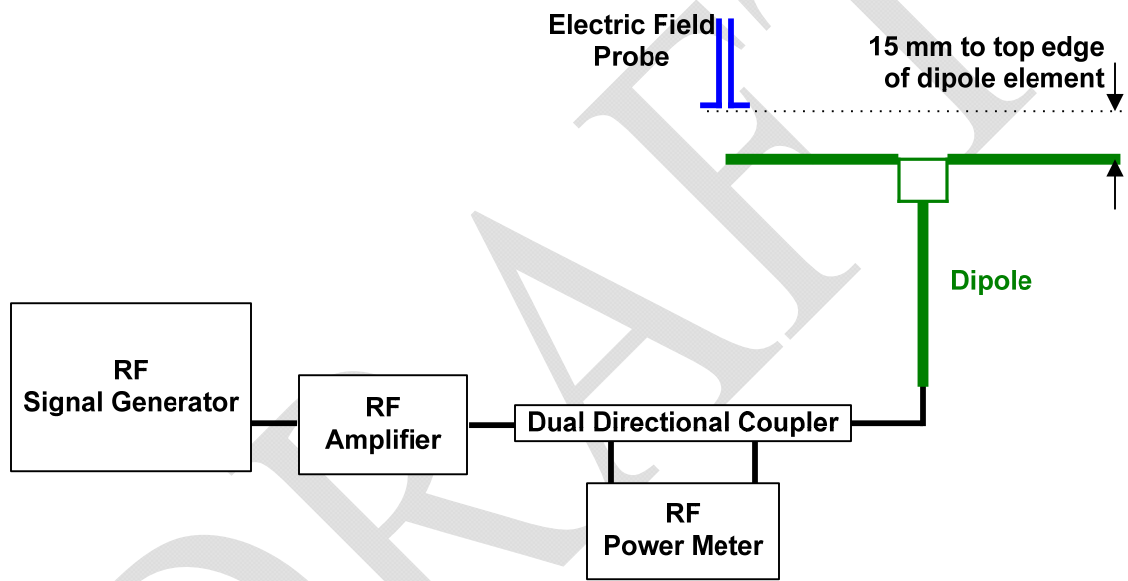 Electric Field
Probe
15 mm to top edge
of dipole element
Dipole
RF
Signal Generator
RF
Amplifier
Dual Directional Coupler
RF
Power Meter
DRAFT